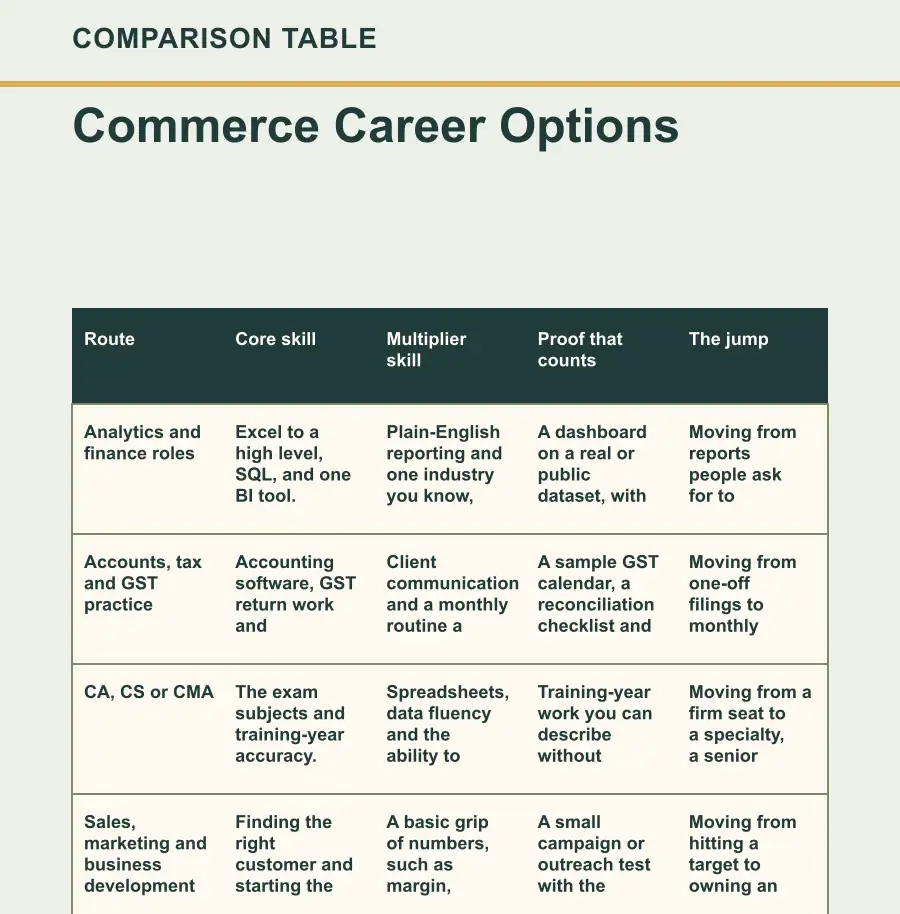 COMPARISON TABLE
Commerce Career Options
Route
Core skill
Multiplier
skill
Proof that
counts
The jump
Analytics and
finance roles
Excel to a
high level,
SQL, and one
BI tool.
Plain-English
reporting and
one industry
you know,
A dashboard
on a real or
public
dataset, with
Moving from
reports
people ask
for to
Accounts, tax
and GST
practice
Accounting
software, GST
return work
and
Client
communication
and a monthly
routine a
A sample GST
calendar, a
reconciliation
checklist and
Moving from
one-off
filings to
monthly
CA, CS or CMA
The exam
subjects and
training-year
accuracy.
Spreadsheets,
data fluency
and the
ability to
Training-year
work you can
describe
without
Moving from a
firm seat to
a specialty,
a senior
Sales,
marketing and
business
development
Finding the
right
customer and
starting the
A basic grip
of numbers,
such as
margin,
A small
campaign or
outreach test
with the
Moving from
hitting a
target to
owning an